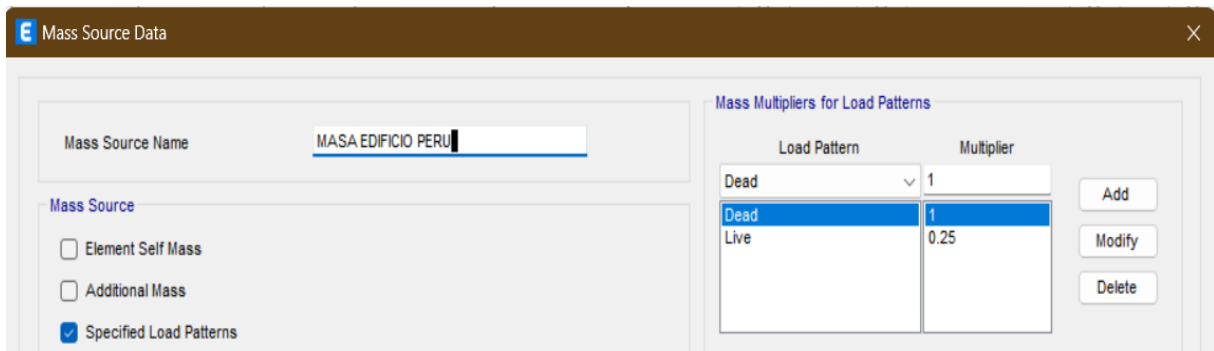 E Mass Source Data
Mass Source Name
MASA EDIFICIO PERU
Mass Source
Element Self Mass
Additional Mass
Specified Load Patterns
Mass Multipliers for Load Patterns
Load Pattern Multiplier
Dead 1
Dead 1
Live 0.25
Add
Modify
Delete